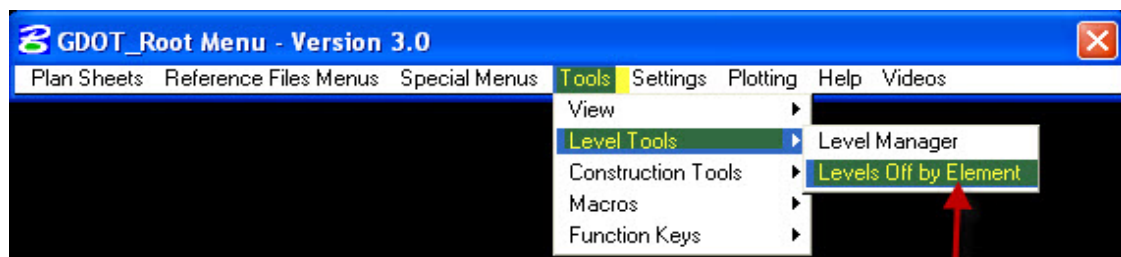 GDOT_Root Menu - Version 3.0
Plan Sheets Reference Files Menus Special Menus Tools Settings Plotting Help Videos
View
Level Tools Level Manager
Construction Tools Levels Off by Element
Macros
Function Keys